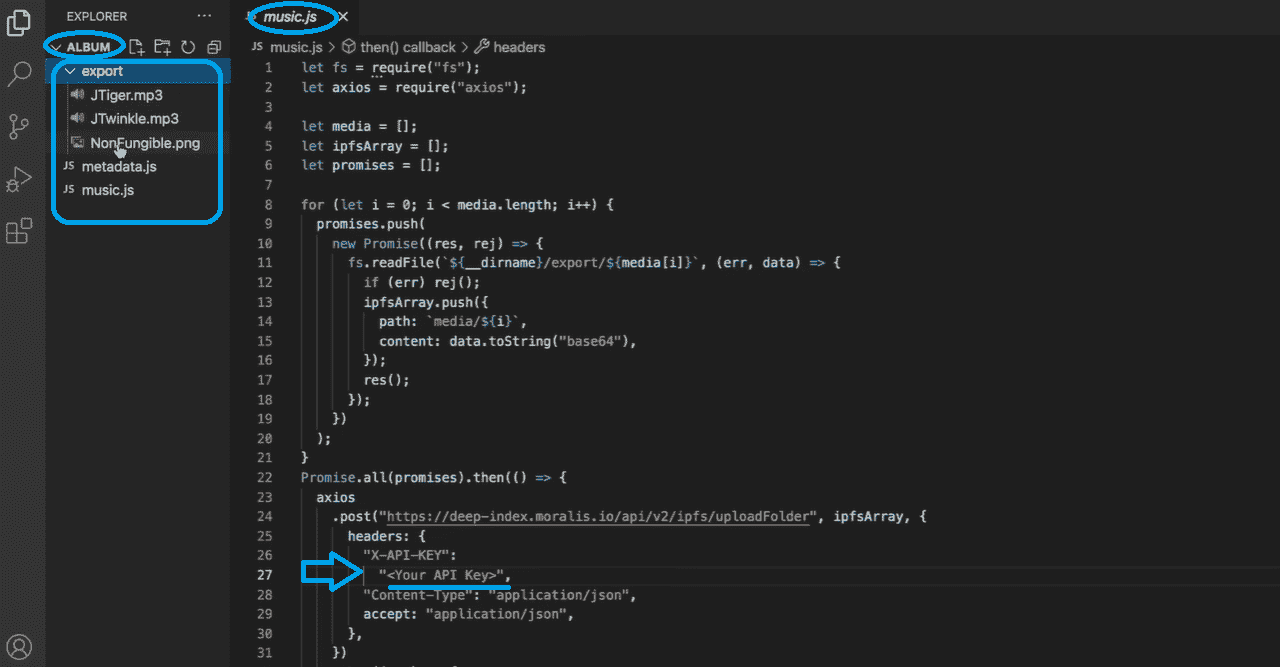 EXPLORER ...
ALBUM
export
JTiger.mp3
JTwinkle.mp3
NonFungible.png
JS metadata.js
JS music.js
music.js
JS music.js > then() callback > headers
1 let fs = require("fs");
2 let axios = require("axios");
3
4 let media = [];
5 let ipfsArray = [];
6 let promises = [];
7
8 for (let i = 0; i < media.length; i++) {
9 promises.push(
10 new Promise((res, rej) => {
11 fs.readFile(`${__dirname}/export/${media[i]}`, (err, data) => {
12 if (err) rej();
13 ipfsArray.push({
14 path: `media/${i}`,
15 content: data.toString("base64"),
16 });
17 res();
18 });
19 })
20 );
21 }
22 Promise.all(promises).then(() => {
23 axios
24 .post("https://deep-index.moralis.io/api/v2/ipfs/uploadFolder", ipfsArray, {
25 headers: {
26 "X-API-KEY":
27 "<Your API Key>",
28 "Content-Type": "application/json",
29 accept: "application/json",
30 },
31 })